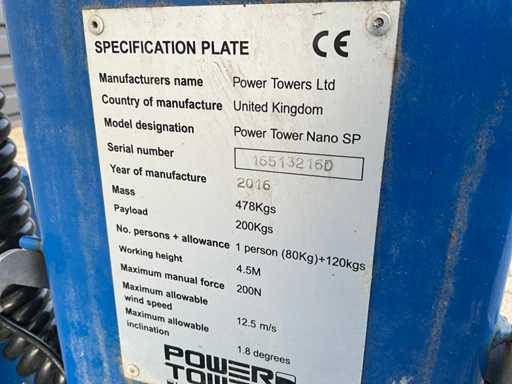 SPECIFICATION PLATE CE
Manufacturers name Power Towers Ltd
Country of manufacture United Kingdom
Model designation Power Tower Nano SP
Serial number 16513216D
Year of manufacture 2016
Mass 478Kgs
Payload 200Kgs
No. persons + allowance 1 person (80Kg)+120kgs
Working height 4.5M
Maximum manual force 200N
Maximum allowable
wind speed 12.5 m/s
Maximum allowable
inclination 1.8 degrees
POWER